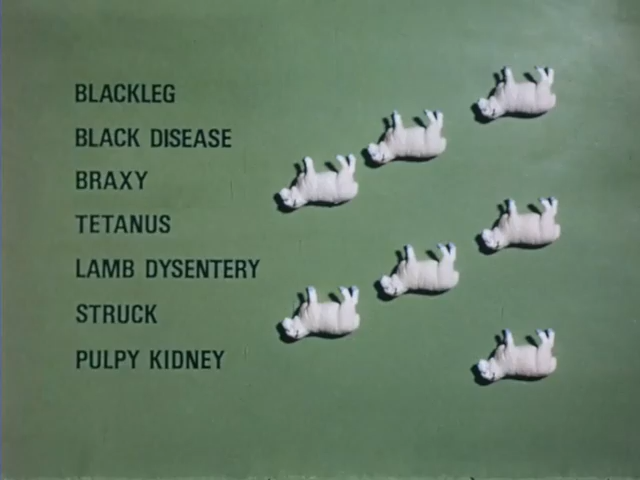 BLACKLEG
BLACK DISEASE
BRAXY
TETANUS
LAMB DYSENTERY
STRUCK
PULPY KIDNEY